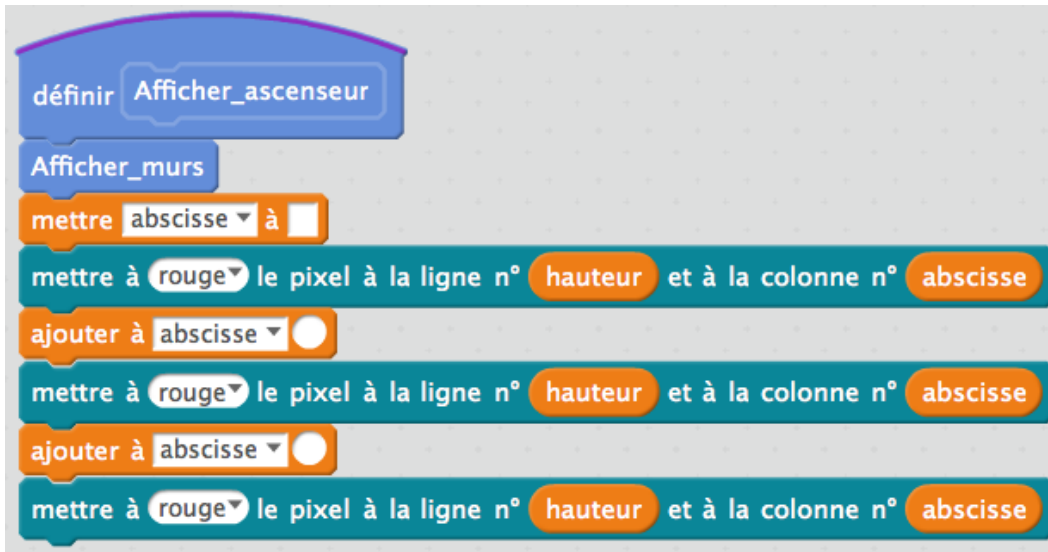 définir Afficher_ascenseur
Afficher_murs
mettre abscisse à
mettre à rouge le pixel à la ligne n° hauteur et à la colonne n° abscisse
ajouter à abscisse
mettre à rouge le pixel à la ligne n° hauteur et à la colonne n° abscisse
ajouter à abscisse
mettre à rouge le pixel à la ligne n° hauteur et à la colonne n° abscisse